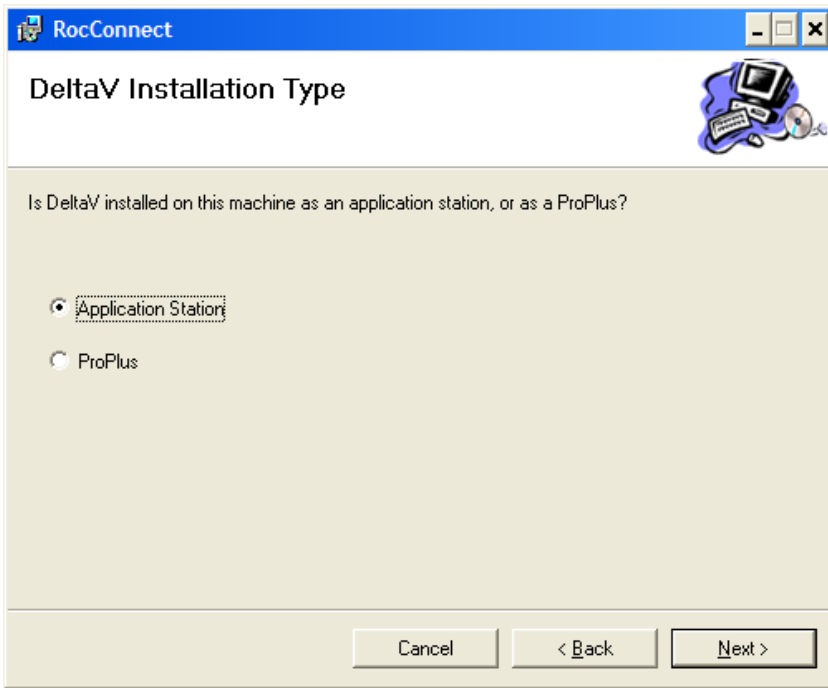 RocConnect
DeltaV Installation Type
Is DeltaV installed on this machine as an application station, or as a ProPlus?
Application Station
ProPlus
Cancel
< Back
Next >